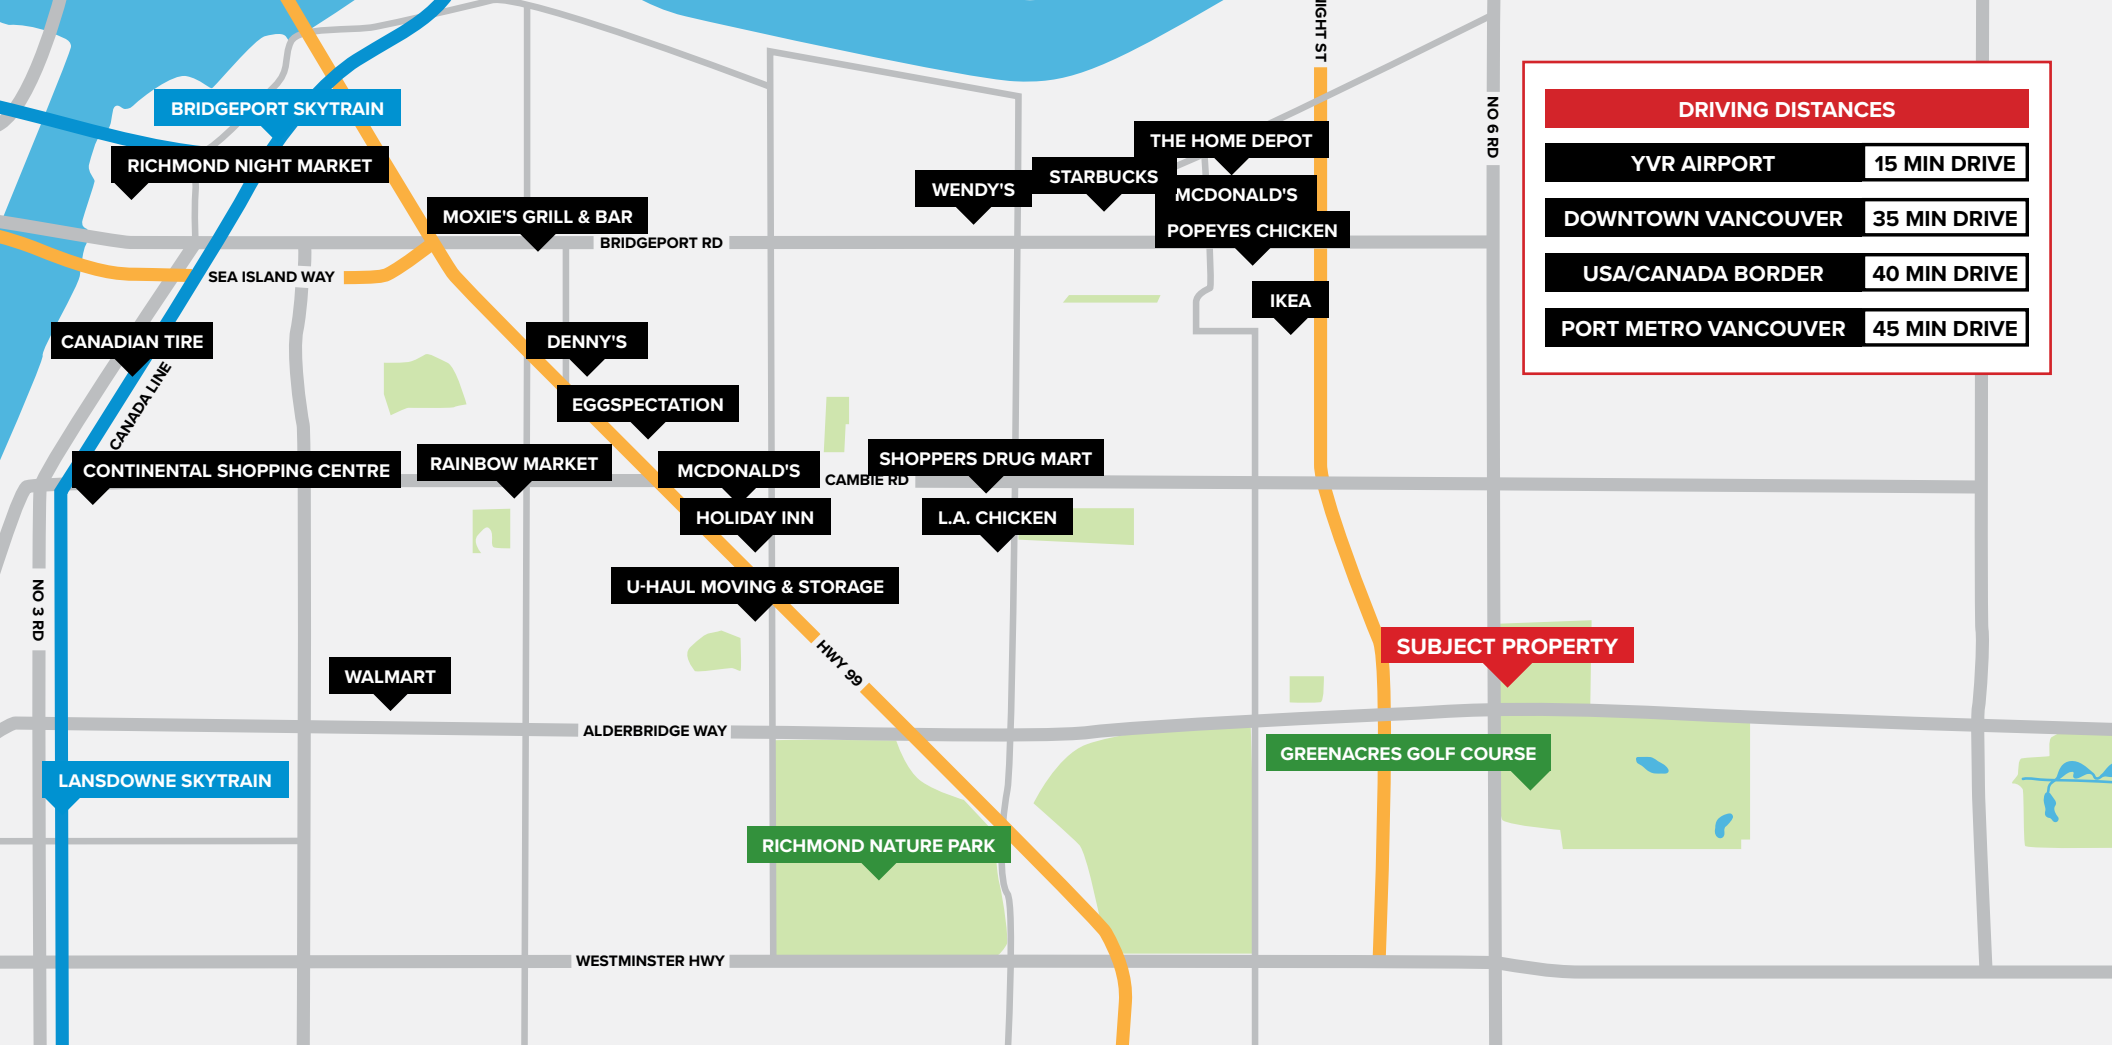 IGHT ST
NO 6 RD
DRIVING DISTANCES
YVR AIRPORT 15 MIN DRIVE
DOWNTOWN VANCOUVER 35 MIN DRIVE
USA/CANADA BORDER 40 MIN DRIVE
PORT METRO VANCOUVER 45 MIN DRIVE
BRIDGEPORT SKYTRAIN
RICHMOND NIGHT MARKET
THE HOME DEPOT
STARBUCKS
WENDY'S
MCDONALD'S
POPEYES CHICKEN
MOXIE'S GRILL & BAR
BRIDGEPORT RD
SEA ISLAND WAY
IKEA
CANADIAN TIRE
CANADA LINE
DENNY'S
EGGSPECTATION
CONTINENTAL SHOPPING CENTRE
RAINBOW MARKET
MCDONALD'S
SHOPPERS DRUG MART
CAMBIE RD
HOLIDAY INN
L.A. CHICKEN
U-HAUL MOVING & STORAGE
NO 3 RD
HWY 99
SUBJECT PROPERTY
WALMART
ALDERBRIDGE WAY
GREENACRES GOLF COURSE
LANSDOWNE SKYTRAIN
RICHMOND NATURE PARK
WESTMINSTER HWY